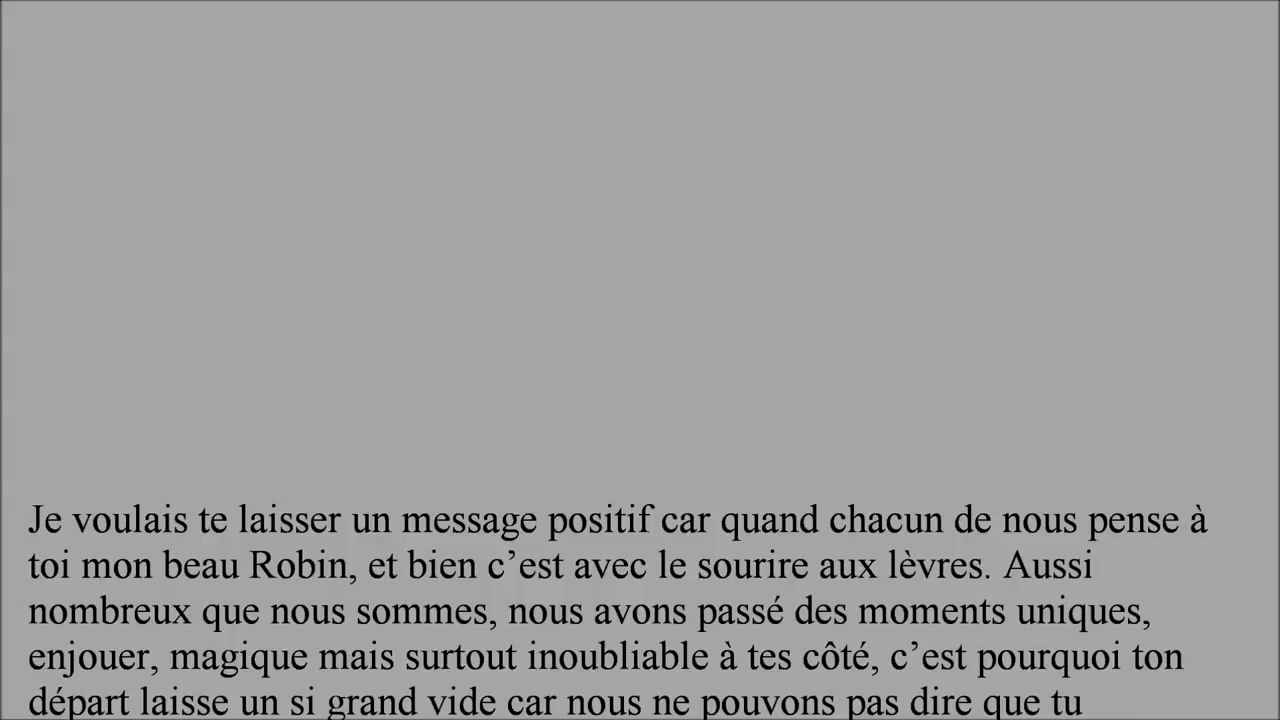 Je voulais te laisser un message positif car quand chacun de nous pense à
toi mon beau Robin, et bien c’est avec le sourire aux lèvres. Aussi
nombreux que nous sommes, nous avons passé des moments uniques,
enjouer, magique mais surtout inoubliable à tes côté, c’est pourquoi ton
départ laisse un si grand vide car nous ne pouvons pas dire que tu